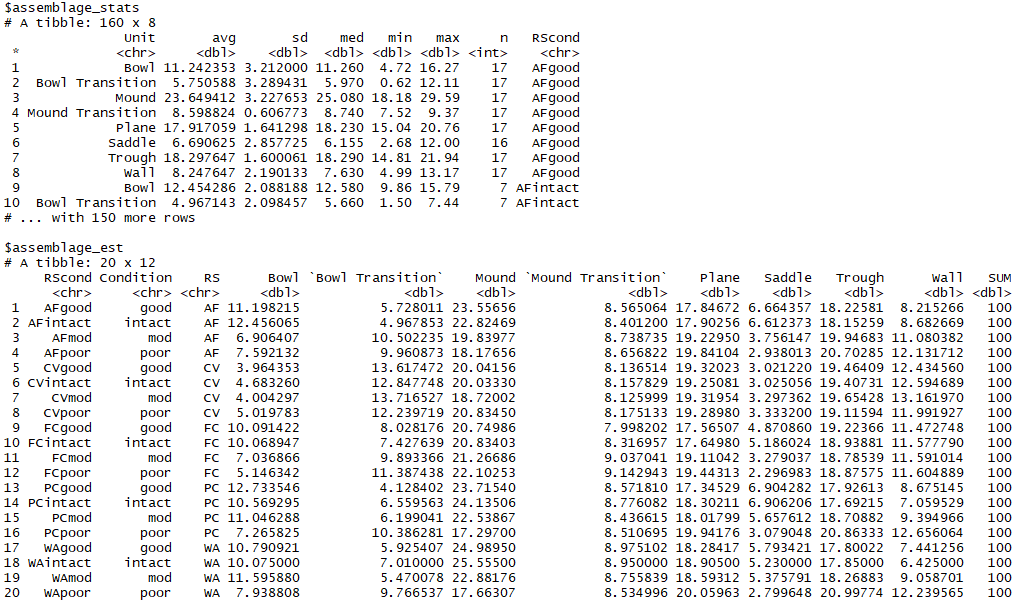 $assemblage_stats
# A tibble: 160 x 8
Unit avg sd med min max n RScond
* <chr> <dbl> <dbl> <dbl> <dbl> <dbl> <int> <chr>
1 Bowl 11.242353 3.212000 11.260 4.72 16.27 17 AFgood
2 Bowl Transition 5.750588 3.289431 5.970 0.62 12.11 17 AFgood
3 Mound 23.649412 3.227653 25.080 18.18 29.59 17 AFgood
4 Mound Transition 8.598824 0.606773 8.740 7.52 9.37 17 AFgood
5 Plane 17.917059 1.641298 18.230 15.04 20.76 17 AFgood
6 Saddle 6.690625 2.857725 6.155 2.68 12.00 16 AFgood
7 Trough 18.297647 1.600061 18.290 14.81 21.94 17 AFgood
8 Wall 8.247647 2.190133 7.630 4.99 13.17 17 AFgood
9 Bowl 12.454286 2.088188 12.580 9.86 15.79 7 AFintact
10 Bowl Transition 4.967143 2.098457 5.660 1.50 7.44 7 AFintact
# ... with 150 more rows
$assemblage_est
# A tibble: 20 x 12
RScond Condition RS Bowl `Bowl Transition` Mound `Mound Transition` Plane Saddle Trough Wall SUM
<chr> <chr> <chr> <dbl> <dbl> <dbl> <dbl> <dbl> <dbl> <dbl> <dbl> <dbl>
1 AFgood good AF 11.198215 5.728011 23.55656 8.565064 17.84672 6.664357 18.22581 8.215266 100
2 AFintact intact AF 12.456065 4.967853 22.82469 8.401200 17.90256 6.612373 18.15259 8.682669 100
3 AFmod mod AF 6.906407 10.502235 19.83977 8.738735 19.22950 3.756147 19.94683 11.080382 100
4 AFpoor poor AF 7.592132 9.960873 18.17656 8.656822 19.84104 2.938013 20.70285 12.131712 100
5 CVgood good CV 3.964353 13.617472 20.04156 8.136514 19.32023 3.021220 19.46409 12.434560 100
6 CVintact intact CV 4.683260 12.847748 20.03330 8.157829 19.25081 3.025056 19.40731 12.594689 100
7 CVmod mod CV 4.004297 13.716527 18.72002 8.125999 19.31954 3.297362 19.65428 13.161970 100
8 CVpoor poor CV 5.019783 12.239719 20.83450 8.175133 19.28980 3.333200 19.11594 11.991927 100
9 FCgood good FC 10.091422 8.028176 20.74986 7.998202 17.56507 4.870860 19.22366 11.472748 100
10 FCintact intact FC 10.068947 7.427639 20.83403 8.316957 17.64980 5.186024 18.93881 11.577790 100
11 FCmod mod FC 7.036866 9.893366 21.26686 9.037041 19.11042 3.279037 18.78539 11.591014 100
12 FCpoor poor FC 5.146342 11.387438 22.10253 9.142943 19.44313 2.296983 18.87575 11.604889 100
13 PCgood good PC 12.733546 4.128402 23.71540 8.571810 17.34529 6.904282 17.92613 8.675145 100
14 PCintact intact PC 10.569295 6.559563 24.13506 8.776082 18.30211 6.906206 17.69215 7.059529 100
15 PCmod mod PC 11.046288 6.199041 22.53867 8.436615 18.01799 5.657612 18.70882 9.394966 100
16 PCpoor poor PC 7.265825 10.386281 17.29700 8.510695 19.94176 3.079048 20.86333 12.656064 100
17 WAgood good WA 10.790921 5.925407 24.98950 8.975102 18.28417 5.793421 17.80022 7.441256 100
18 WAintact intact WA 10.075000 7.010000 25.55500 8.950000 18.90500 5.230000 17.85000 6.425000 100
19 WAmod mod WA 11.595880 5.470078 22.88176 8.755839 18.59312 5.375791 18.26883 9.058701 100
20 WApoor poor WA 7.938808 9.766537 17.66307 8.534996 20.05963 2.799648 20.99774 12.239565 100